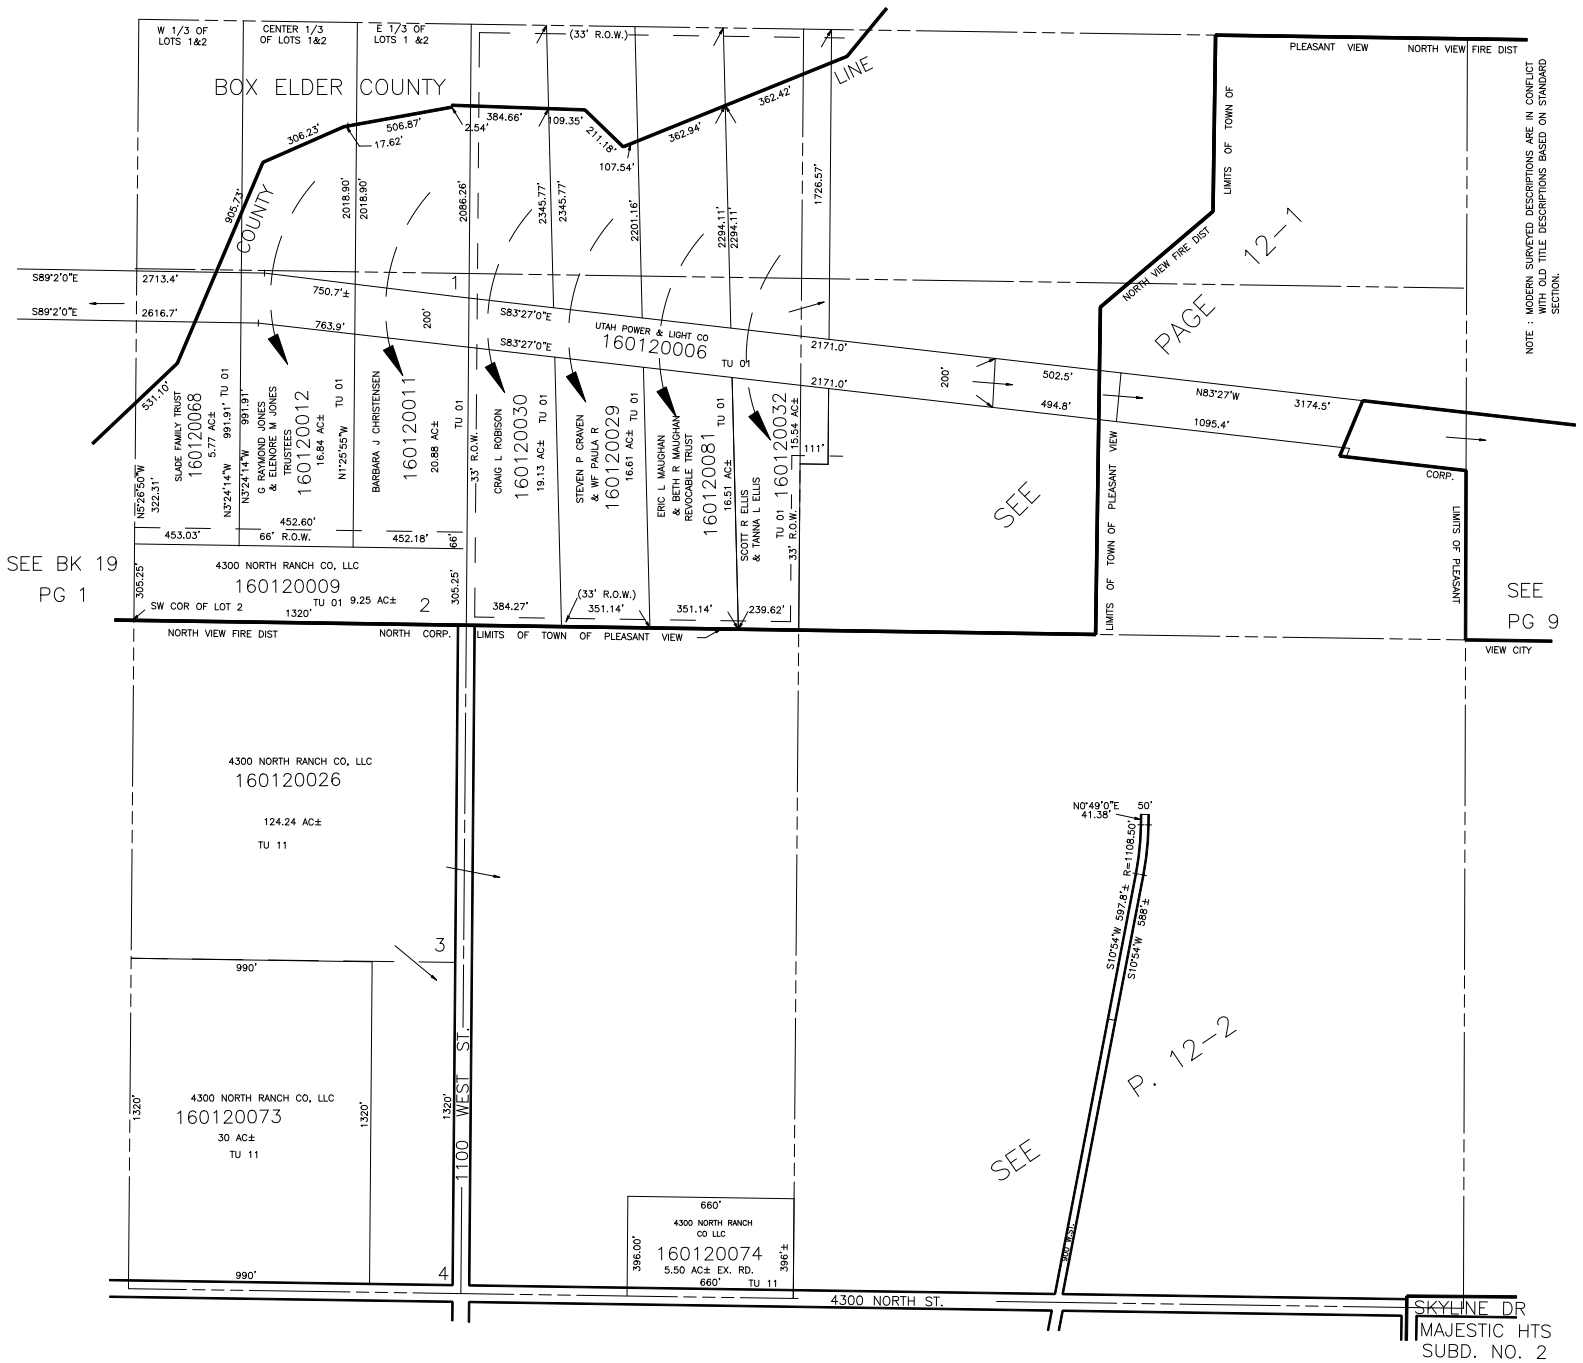 W 1/3 OF
LOTS 1&2
CENTER 1/3
OF LOTS 1&2
E 1/3 OF
LOTS 1 &2
(33' R.O.W.)
BOX ELDER COUNTY
COUNTY
LINE
PLEASANT VIEW
NORTH VIEW FIRE DIST
LIMITS OF TOWN OF
NOTE : MODERN SURVEYED DESCRIPTIONS ARE IN CONFLICT
WITH OLD TITLE DESCRIPTIONS BASED ON STANDARD
SECTION.
905.73'
306.23'
17.62'
506.87'
2.54'
384.66'
109.35'
211.18'
107.54'
362.94'
362.42'
2018.90'
2018.90'
2086.26'
2345.77'
2345.77'
2201.16'
2294.11'
2294.11'
1726.57'
NORTH VIEW FIRE DIST
SEE
PAGE
12-1
S89°2'0"E
2713.4'
S89°2'0"E
2616.7'
750.7'±
763.9'
200'
1
S83°27'0"E
S83°27'0"E
UTAH POWER & LIGHT CO
160120006
TU 01
2171.0'
2171.0'
200'
502.5'
494.8'
N83°27'W
3174.5'
1095.4'
CORP.
531.10'
N5°26'50"W
322.31'
SLADE FAMILY TRUST
160120068
5.77 AC±
TU 01
N3°24'14"W 991.91'
N3°24'14"W 991.91'
G RAYMOND JONES
& ELENORE M JONES
TRUSTEES
160120012
16.84 AC±
N1°25'55"W TU 01
BARBARA J CHRISTENSEN
160120011
20.88 AC±
TU 01
33' R.O.W.
CRAIG L ROBISON
160120030
19.13 AC± TU 01
STEVEN P CRAVEN
& WF PAULA R
160120029
16.61 AC± TU 01
ERIC L MAUGHAN
& BETH R MAUGHAN
REVOCABLE TRUST
160120081
16.51 AC±
TU 01
SCOTT R ELLIS
& TANNA L ELLIS
TU 01 160120032
15.54 AC±
33' R.O.W.
111'
LIMITS OF TOWN OF PLEASANT VIEW
LIMITS OF PLEASANT
453.03'
452.60'
66' R.O.W.
452.18'
66'
SEE BK 19
PG 1
305.25'
4300 NORTH RANCH CO, LLC
160120009
TU 01 9.25 AC±
2
305.25'
SW COR OF LOT 2
1320'
384.27'
(33' R.O.W.)
351.14'
351.14'
239.62'
SEE
PG 9
NORTH VIEW FIRE DIST
NORTH CORP.
LIMITS OF TOWN OF PLEASANT VIEW
VIEW CITY
4300 NORTH RANCH CO, LLC
160120026
124.24 AC±
TU 11
N0°49'0"E
41.38'
50'
R=1108.50'
S10°54'W 597.8'±
S10°54'W 588'±
3
990'
1100 WEST ST.
SEE
P. 12-2
1320'
4300 NORTH RANCH CO, LLC
160120073
30 AC±
TU 11
1320'
1320'
900 W.ST.
990'
4
660'
4300 NORTH RANCH
CO LLC
396.00'
160120074
396'±
5.50 AC± EX. RD.
660'
TU 11
4300 NORTH ST.
SKYLINE DR
MAJESTIC HTS
SUBD. NO. 2